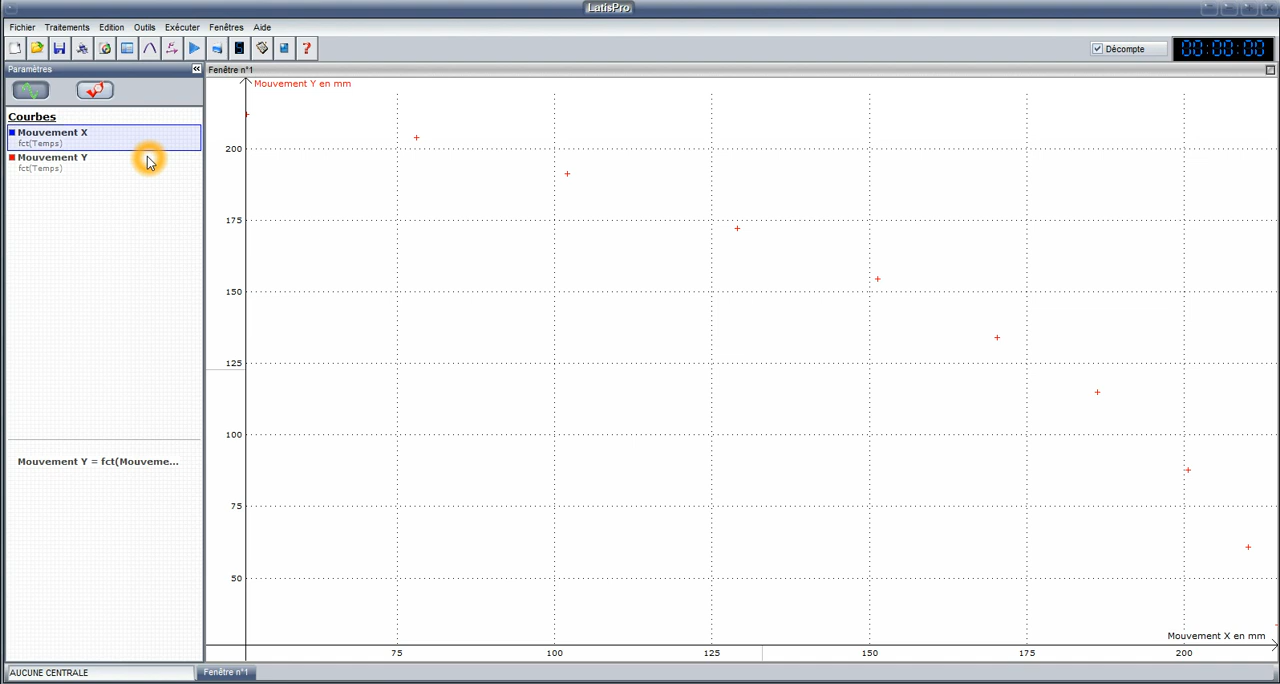 LatisPro
Fichier Traitements Edition Outils Exécuter Fenêtres Aide
Décompte 00:00:00
Paramètres
Fenêtre n°1
Mouvement Y en mm
Courbes
Mouvement X
fct(Temps)
Mouvement Y
fct(Temps)
200
175
150
125
100
75
50
Mouvement Y = fct(Mouveme...
Mouvement X en mm
75 100 125 150 175 200
AUCUNE CENTRALE
Fenêtre n°1